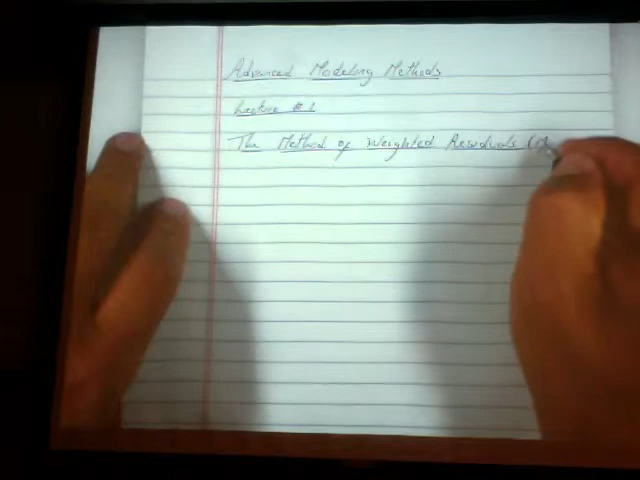 Advanced Modeling Methods
Lecture #1
The Method of Weighted Residuals (